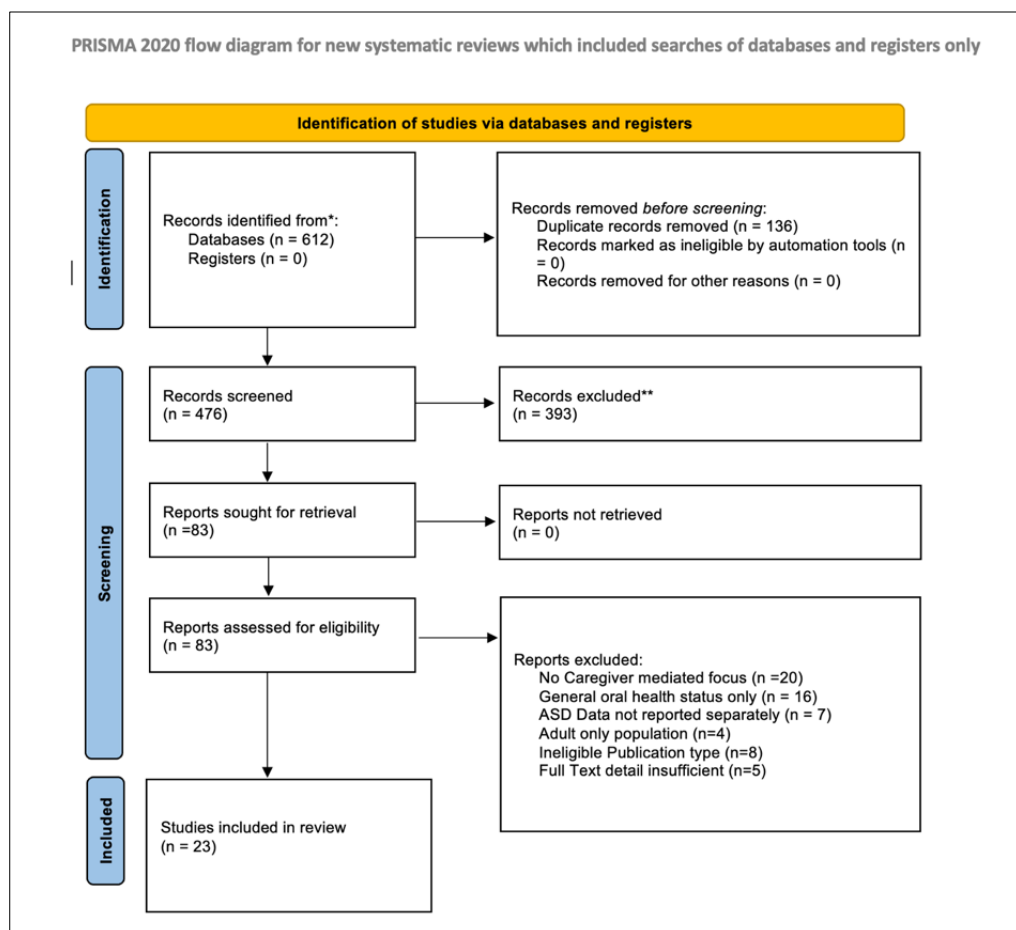 PRISMA 2020 flow diagram for new systematic reviews which included searches of databases and registers only
Identification of studies via databases and registers
Identification
Records identified from*:
Databases (n = 612)
Registers (n = 0)
Records removed before screening:
Duplicate records removed (n = 136)
Records marked as ineligible by automation tools (n
= 0)
Records removed for other reasons (n = 0)
Screening
Records screened
(n = 476)
Records excluded**
(n = 393)
Reports sought for retrieval
(n =83)
Reports not retrieved
(n = 0)
Reports assessed for eligibility
(n = 83)
Reports excluded:
No Caregiver mediated focus (n =20)
General oral health status only (n = 16)
ASD Data not reported separately (n = 7)
Adult only population (n=4)
Ineligible Publication type (n=8)
Full Text detail insufficient (n=5)
Included
Studies included in review
(n = 23)